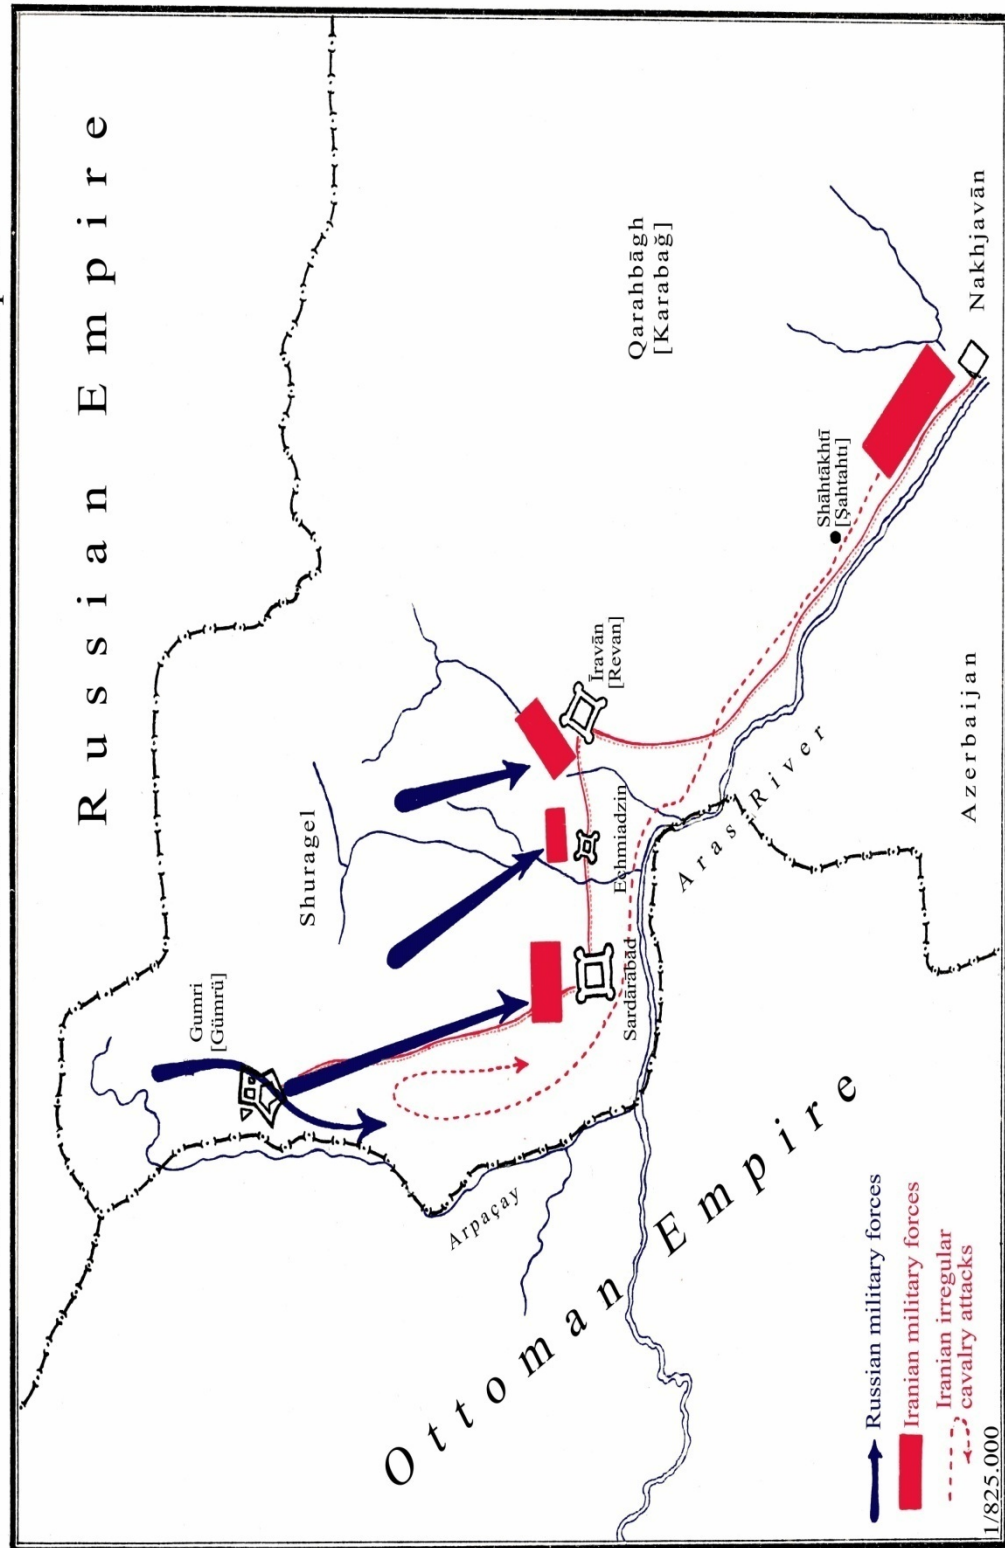 Russian Empire
Gumri
[Gümrü]
Shuragel
Qarahbāgh
[Karabağ]
Īravān
[Revan]
Shāhtākhtī
[Şahtahtı]
Nakhjavān
Echmiadzin
Sardārābād
Aras River
Azerbaijan
Arpaçay
Ottoman Empire
Russian military forces
Iranian military forces
Iranian irregular
cavalry attacks
1/825.000